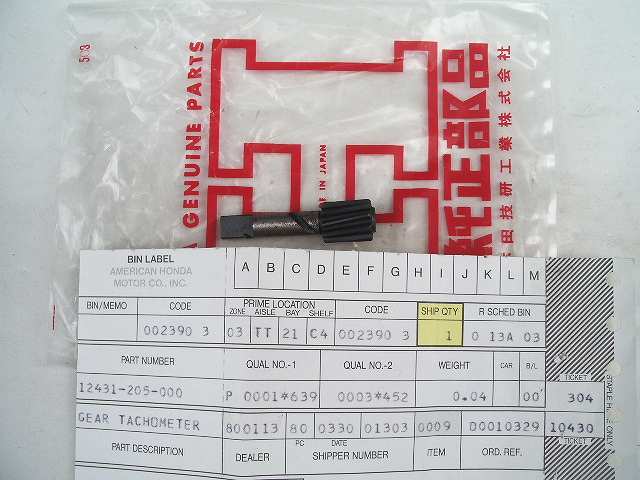 503
GENUINE PARTS
MADE IN JAPAN
純正部品
本田技研工業株式会社
BIN LABEL
AMERICAN HONDA
MOTOR CO., INC.
A B C D E F G H I J K L M
BIN/MEMO CODE PRIME LOCATION CODE SHIP QTY R SCHED BIN
ZONE AISLE BAY SHELF
002390 3 03 TT 21 C4 002390 3 1 0 13A 03
PART NUMBER QUAL NO.-1 QUAL NO.-2 WEIGHT CAR B/L
TICKET
12431-205-000 P 0001*639 0003*452 0.04 00 304
GEAR TACHOMETER 800113 80 0330 01303 0009 D0010329 10430
TICKET
PART DESCRIPTION DEALER PC DATE SHIPPER NUMBER ITEM ORD. REF.
STAPLE HERE ONLY